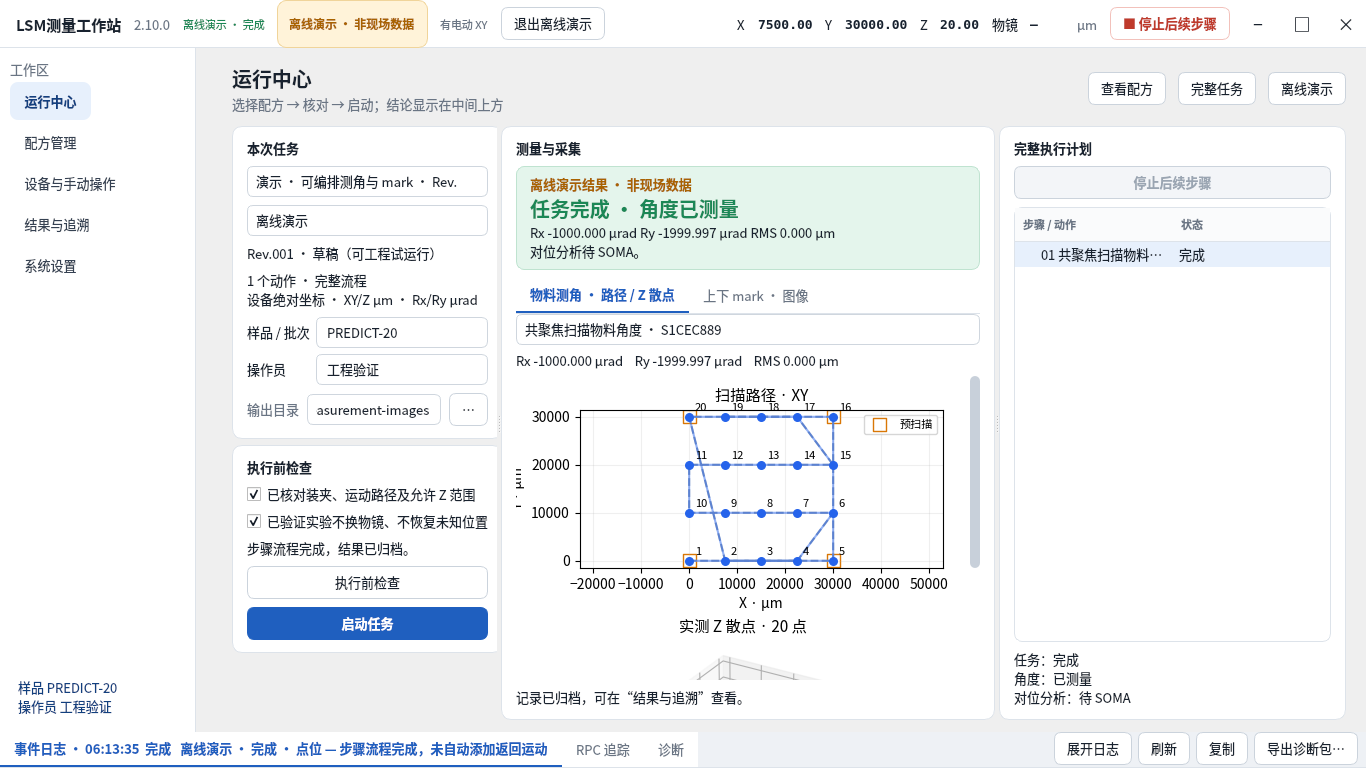 LSM测量工作站 2.10.0 离线演示 · 完成 离线演示 · 非现场数据 有电动 XY 退出离线演示 X 7500.00 Y 30000.00 Z 20.00 物镜 — μm 停止后续步骤
工作区
运行中心
配方管理
设备与手动操作
结果与追溯
系统设置
样品 PREDICT-20
操作员 工程验证
运行中心
选择配方 → 核对 → 启动；结论显示在中间上方
查看配方 完整任务 离线演示
本次任务
演示 · 可编排测角与 mark · Rev.
离线演示
Rev.001 · 草稿（可工程试运行）
1 个动作 · 完整流程
设备绝对坐标 · XY/Z μm · Rx/Ry μrad
样品 / 批次 PREDICT-20
操作员 工程验证
输出目录 asurement-images ···
执行前检查
已核对装夹、运动路径及允许 Z 范围
已验证实验不换物镜、不恢复未知位置
步骤流程完成，结果已归档。
执行前检查
启动任务
测量与采集
离线演示结果 · 非现场数据
任务完成 · 角度已测量
Rx -1000.000 μrad Ry -1999.997 μrad RMS 0.000 μm
对位分析待 SOMA。
物料测角 · 路径 / Z 散点 上下 mark · 图像
共聚焦扫描物料角度 · S1CEC889
Rx -1000.000 μrad Ry -1999.997 μrad RMS 0.000 μm
扫描路径 · XY
预扫描
30000 20 19 18 17 16
20000 11 12 13 14 15
10000 10 9 8 7 6
0 1 2 3 4 5
−20000 −10000 0 10000 20000 30000 40000 50000
X · μm
实测 Z 散点 · 20 点
记录已归档，可在“结果与追溯”查看。
完整执行计划
停止后续步骤
步骤 / 动作 状态
01 共聚焦扫描物料… 完成
任务：完成
角度：已测量
对位分析：待 SOMA
事件日志 · 06:13:35 完成 离线演示 · 完成 · 点位 — 步骤流程完成，未自动添加返回运动 RPC 追踪 诊断 展开日志 刷新 复制 导出诊断包…